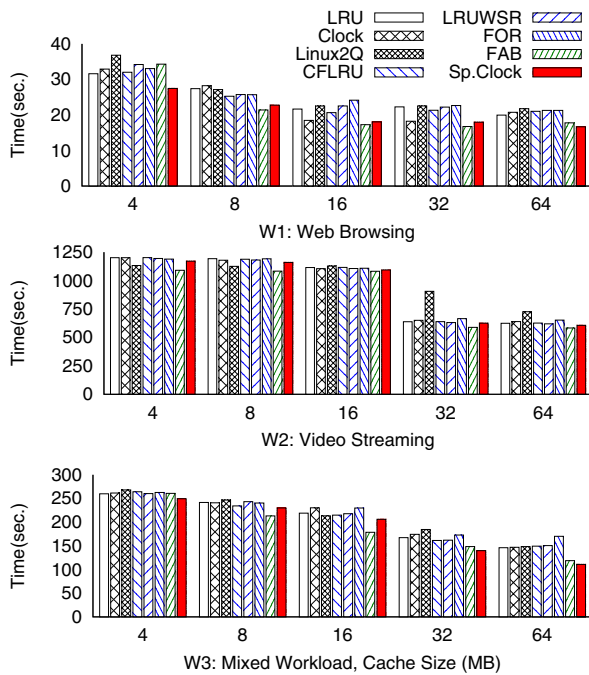 LRU
Clock
Linux2Q
CFLRU
LRUWSR
FOR
FAB
Sp.Clock
Time(sec.)
40
30
20
10
0
4 8 16 32 64
W1: Web Browsing
Time(sec.)
1250
1000
750
500
250
0
4 8 16 32 64
W2: Video Streaming
Time(sec.)
300
250
200
150
100
50
0
4 8 16 32 64
W3: Mixed Workload, Cache Size (MB)